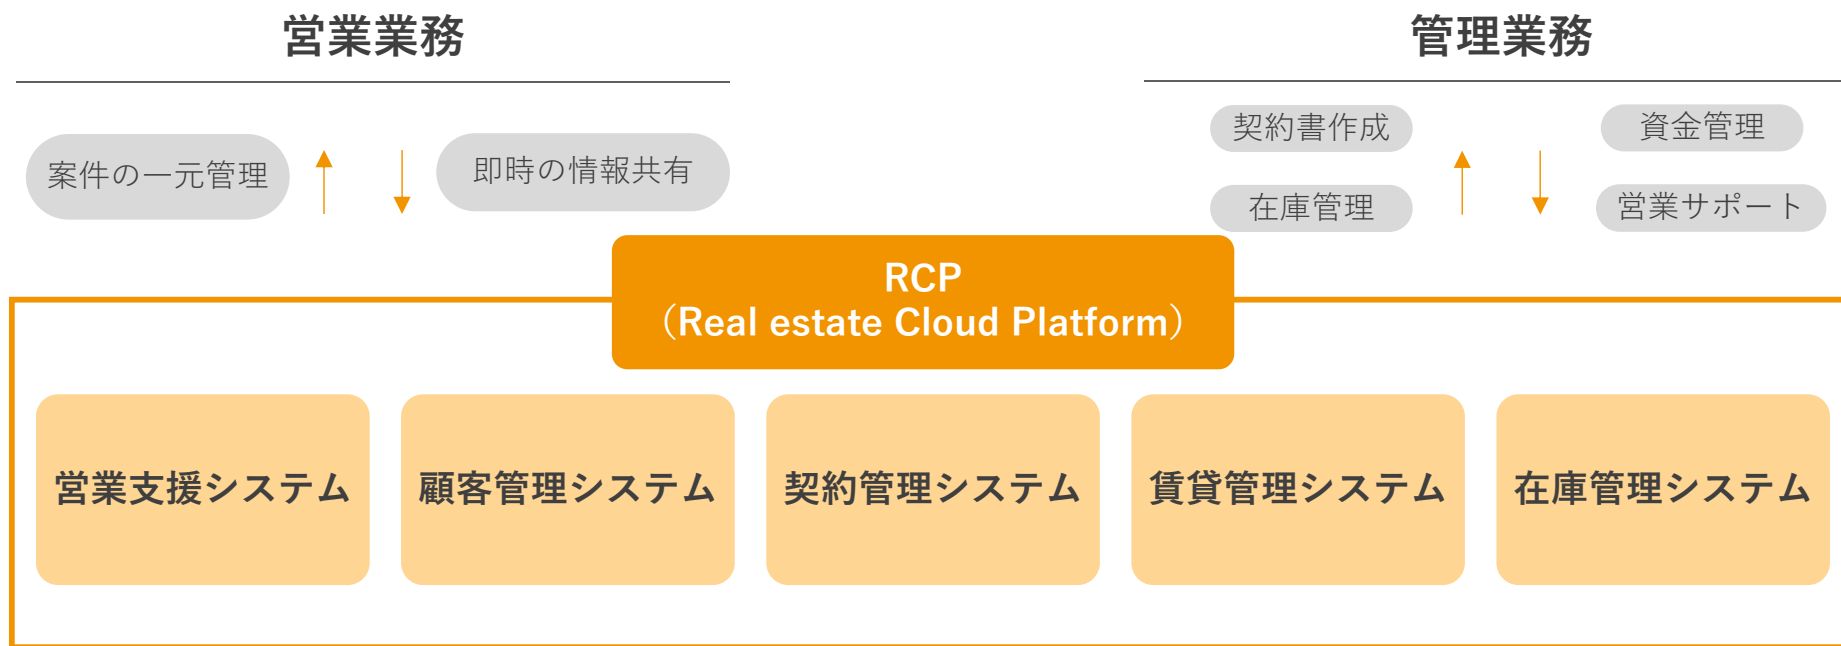 営業業務
管理業務
案件の一元管理
即時の情報共有
契約書作成
資金管理
在庫管理
営業サポート
RCP
（Real estate Cloud Platform）
営業支援システム
顧客管理システム
契約管理システム
賃貸管理システム
在庫管理システム